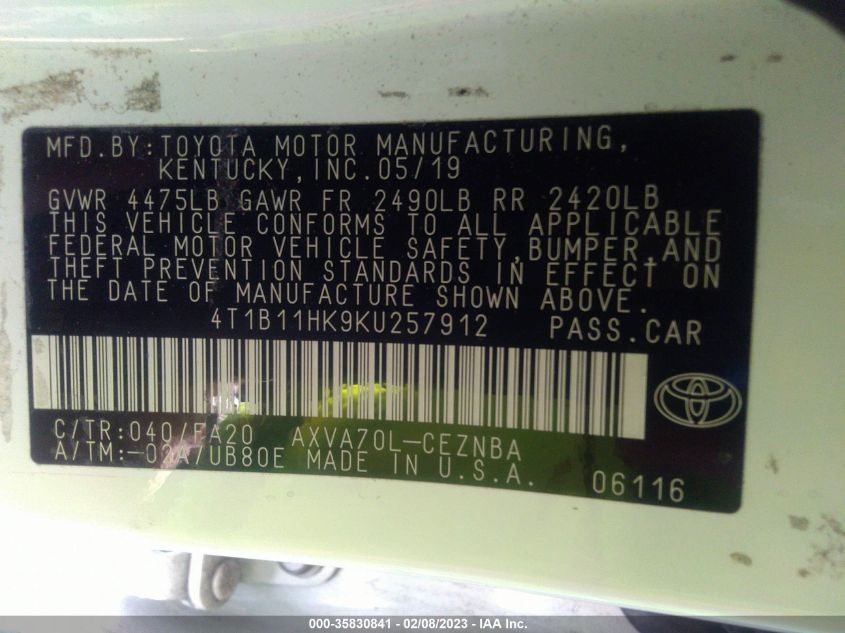 MFD.BY:TOYOTA MOTOR MANUFACTURING,
KENTUCKY,INC.05/19
GVWR 4475LB GAWR FR 2490LB RR 2420LB
THIS VEHICLE CONFORMS TO ALL APPLICABLE
FEDERAL MOTOR VEHICLE SAFETY,BUMPER,AND
THEFT PREVENTION STANDARDS IN EFFECT ON
THE DATE OF MANUFACTURE SHOWN ABOVE.
4T1B11HK9KU257912 PASS.CAR
C/TR:040/FA20 AXVA70L-CEZNBA
A/TM:-02A/UB80E MADE IN U.S.A. 06116
000-35830841 - 02/08/2023 - IAA Inc.